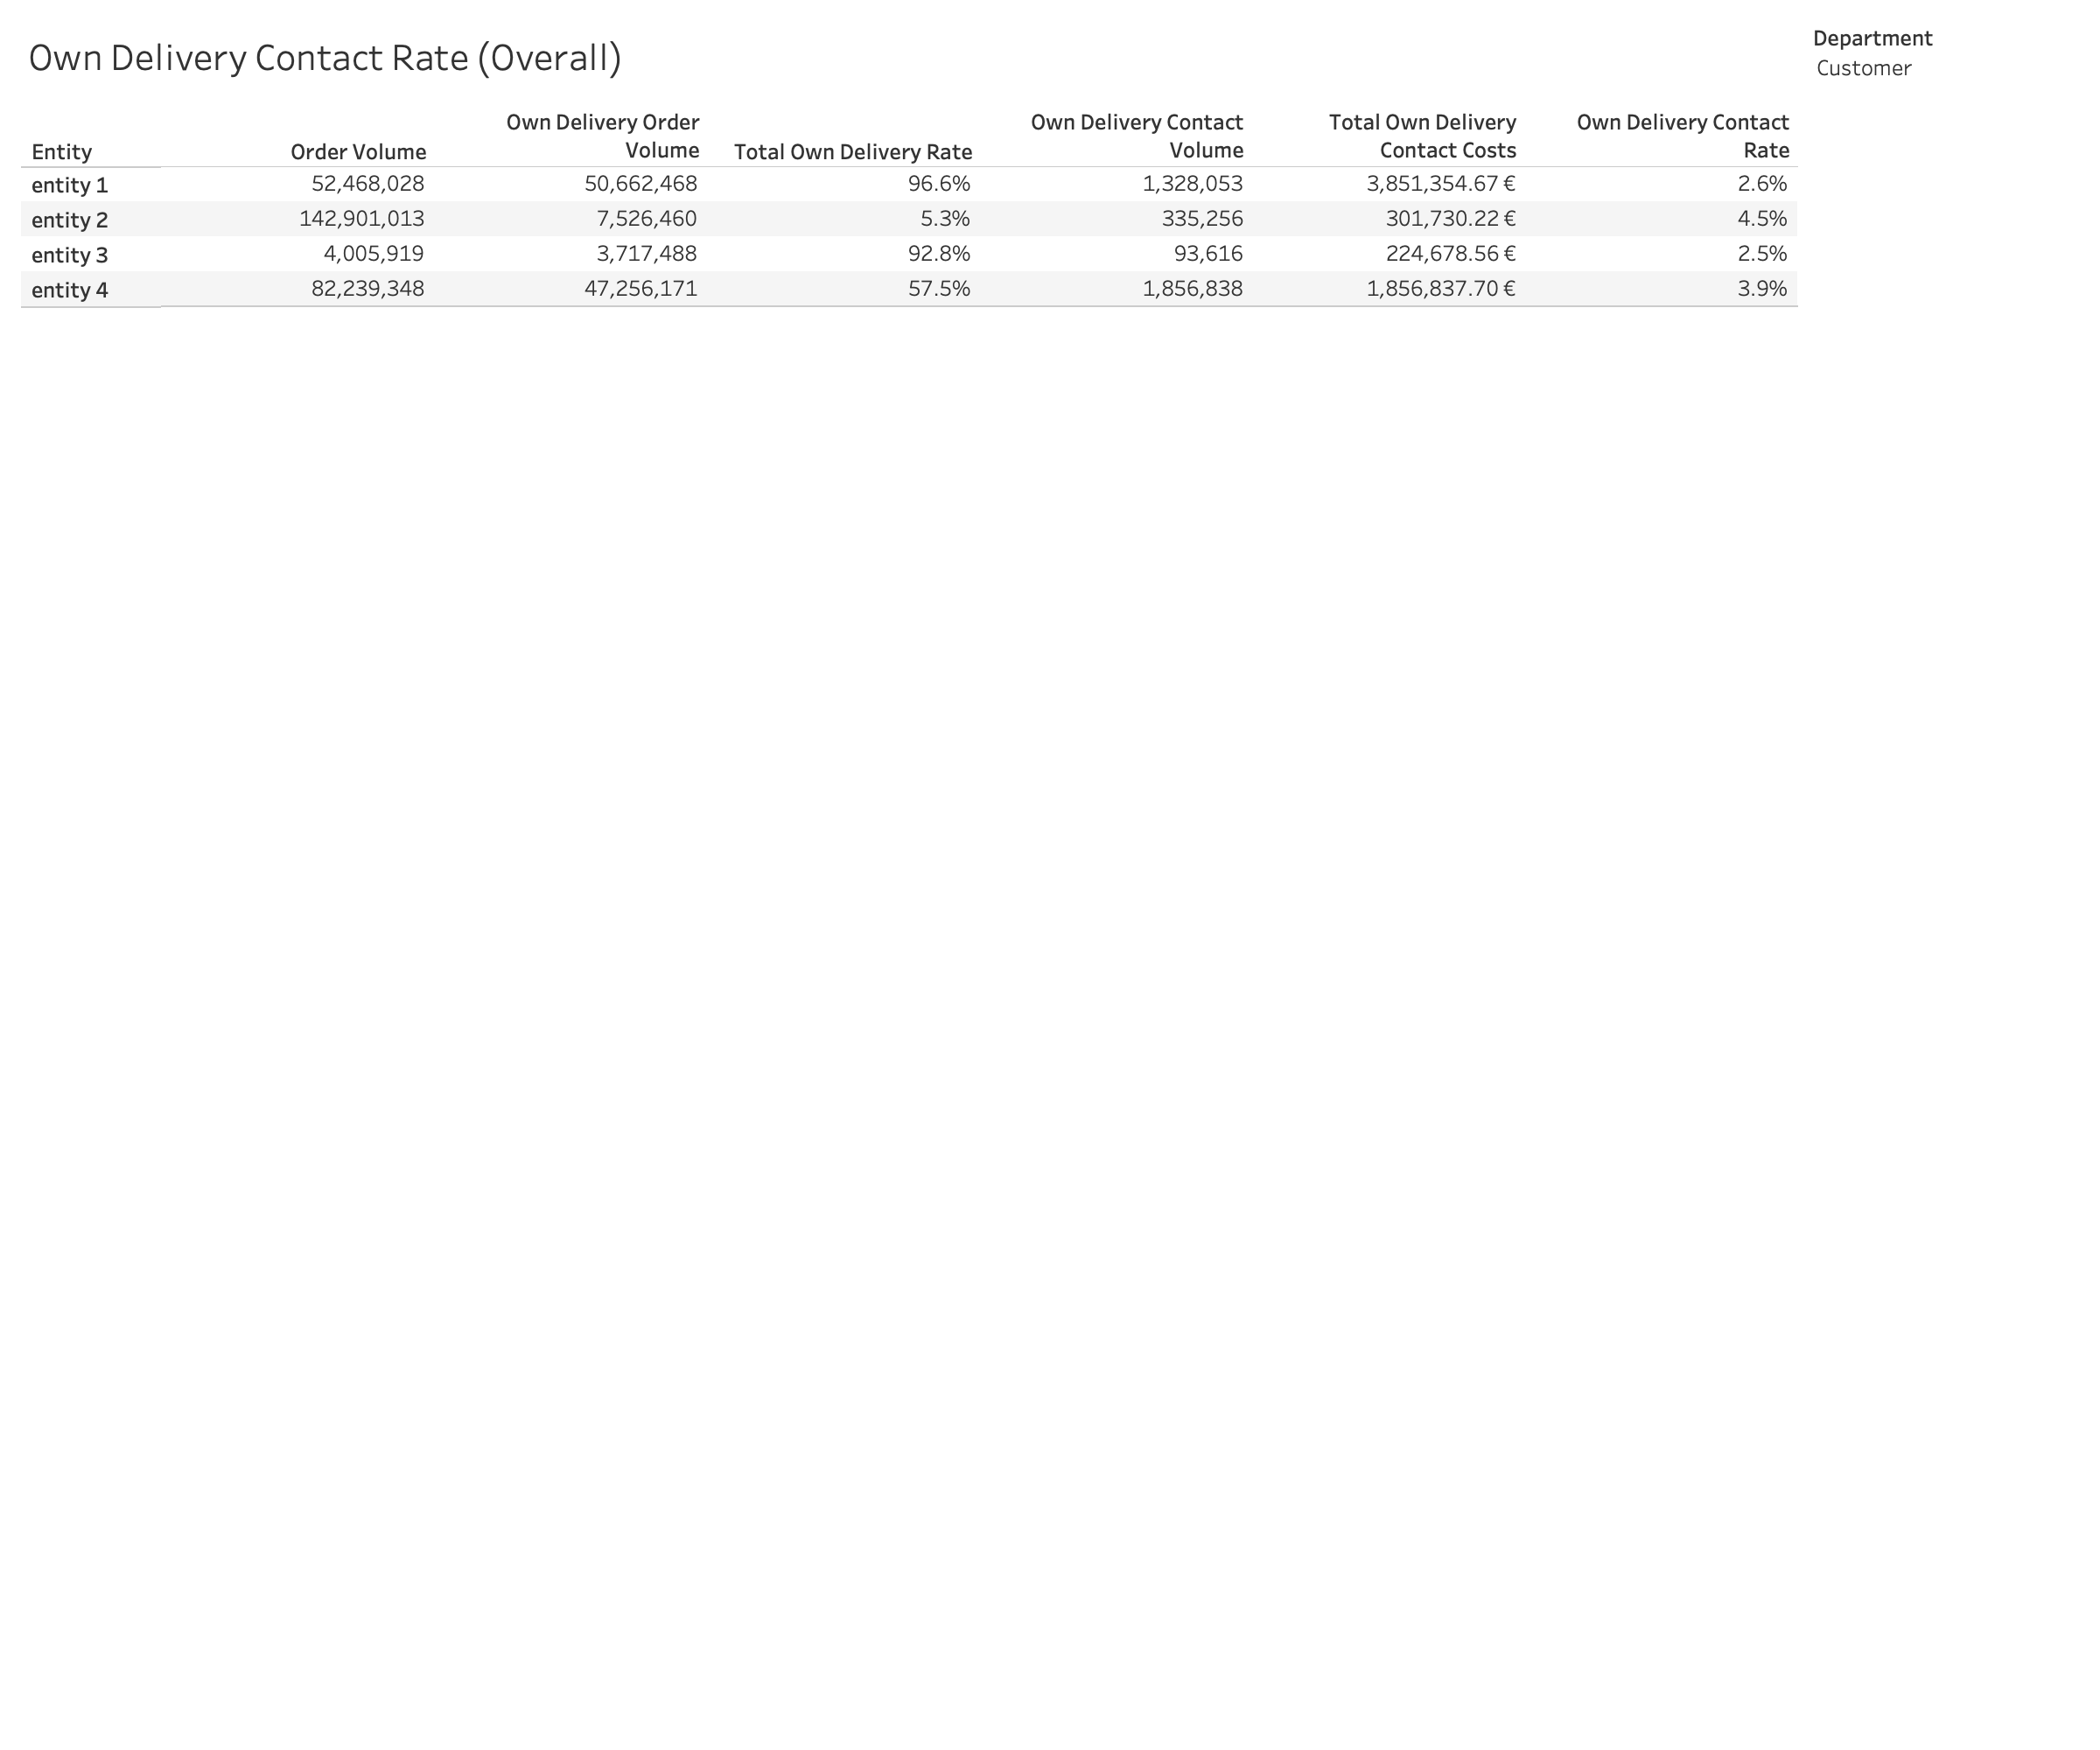 Own Delivery Contact Rate (Overall)
Department
Customer
Entity Order Volume Own Delivery Order Volume Total Own Delivery Rate Own Delivery Contact Volume Total Own Delivery Contact Costs Own Delivery Contact Rate
entity 1 52,468,028 50,662,468 96.6% 1,328,053 3,851,354.67 € 2.6%
entity 2 142,901,013 7,526,460 5.3% 335,256 301,730.22 € 4.5%
entity 3 4,005,919 3,717,488 92.8% 93,616 224,678.56 € 2.5%
entity 4 82,239,348 47,256,171 57.5% 1,856,838 1,856,837.70 € 3.9%